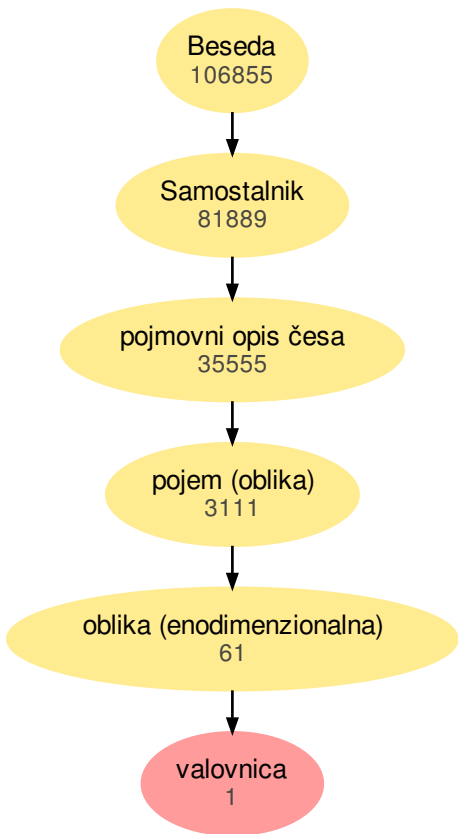 Beseda
106855
Samostalnik
81889
pojmovni opis česa
35555
pojem (oblika)
3111
oblika (enodimenzionalna)
61
valovnica
1